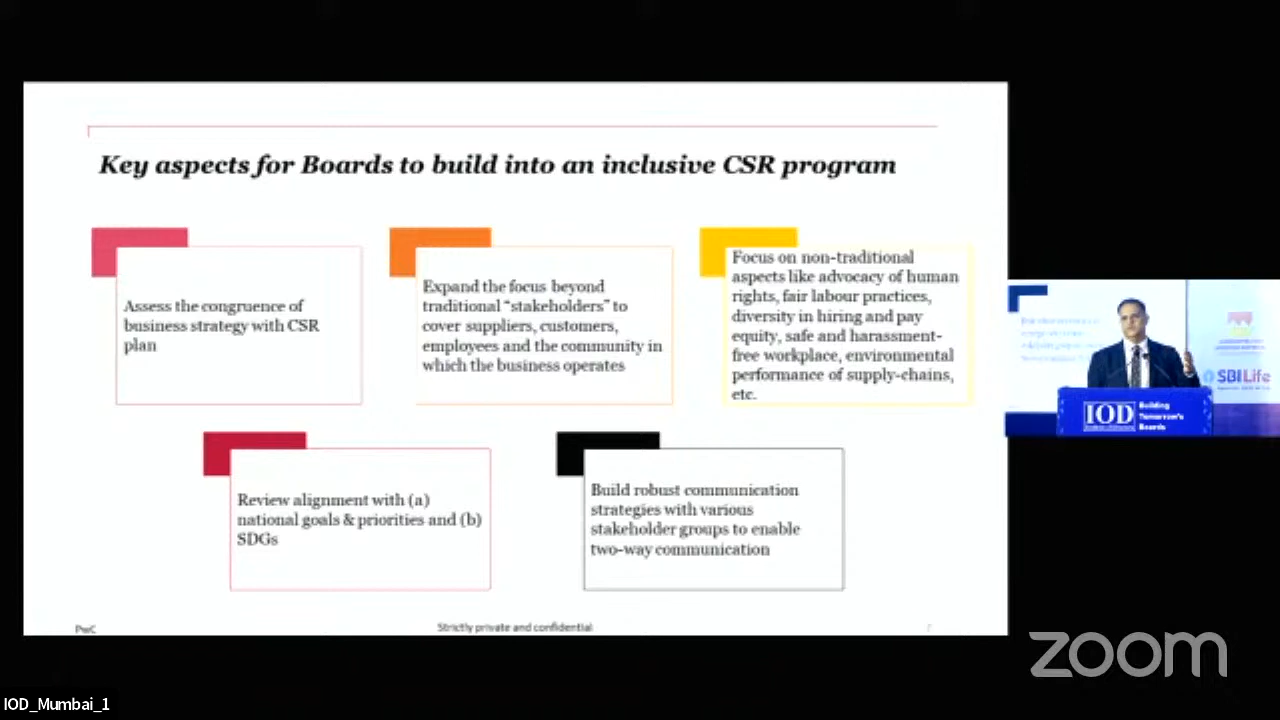 Key aspects for Boards to build into an inclusive CSR program
Assess the congruence of
business strategy with CSR
plan
Expand the focus beyond
traditional “stakeholders” to
cover suppliers, customers,
employees and the community in
which the business operates
Focus on non-traditional
aspects like advocacy of human
rights, fair labour practices,
diversity in hiring and pay
equity, safe and harassment-
free workplace, environmental
performance of supply-chains,
etc.
Review alignment with (a)
national goals & priorities and (b)
SDGs
Build robust communication
strategies with various
stakeholder groups to enable
two-way communication
PwC
Strictly private and confidential
7
SBI Life
IOD
Building
Tomorrow's
Boards
zoom
IOD_Mumbai_1